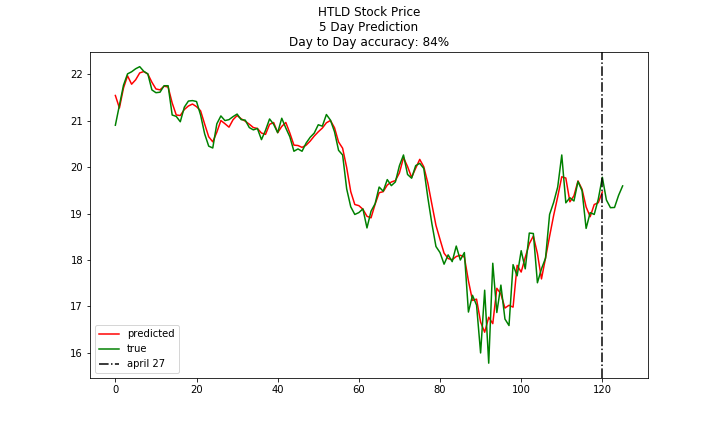 HTLD Stock Price
5 Day Prediction
Day to Day accuracy: 84%
22
21
20
19
18
17
16
predicted
true
april 27
0 20 40 60 80 100 120